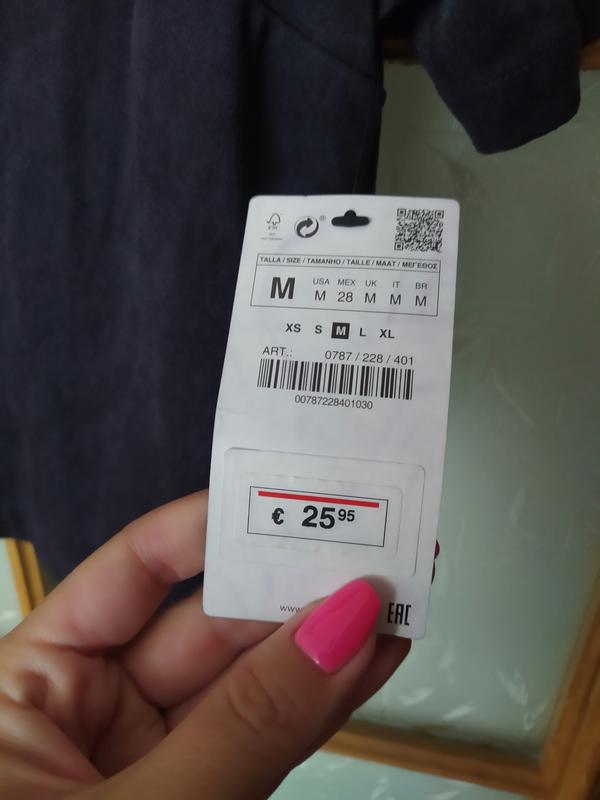 TALLA / SIZE / TAMANHO / TAILLE / MAAT / ΜΕΓΕΘΟΣ
M
USA MEX UK IT BR
M 28 M M M
XS S M L XL
ART.: 0787 / 228 / 401
00787228401030
€ 25 95
www.
EAC